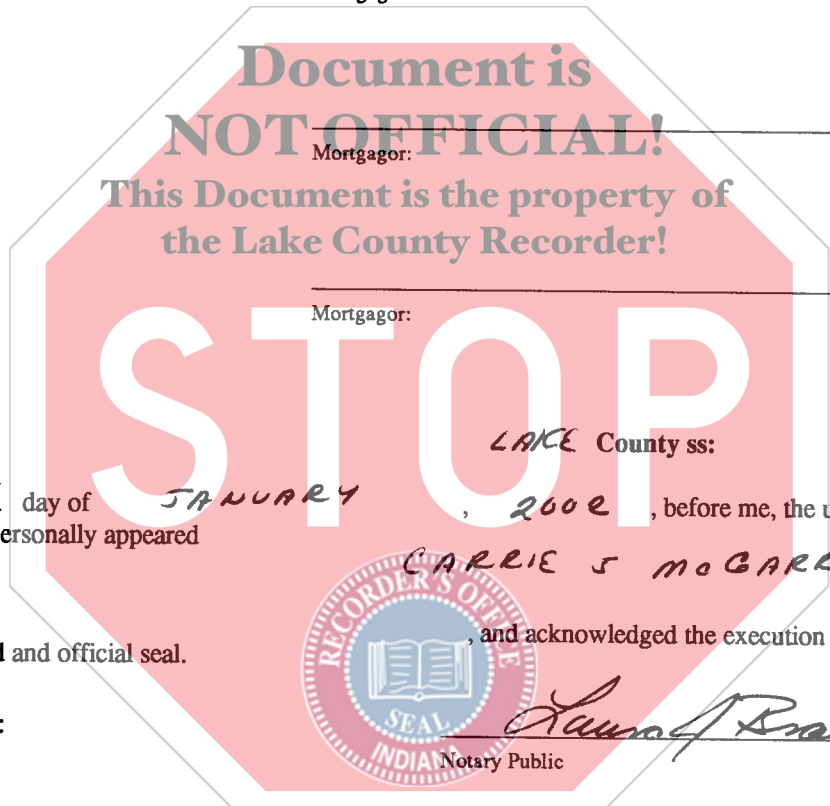 Document is
NOT OFFICIAL!
Mortgagor:
This Document is the property of
the Lake County Recorder!
Mortgagor:
STOP
LAKE County ss:
day of JANUARY , 2002 , before me, the u
ersonally appeared
CARRIE J McGARR
, and acknowledged the execution
d and official seal.
RECORDER'S OFFICE
SEAL
INDIANA
Laura J Bra
Notary Public